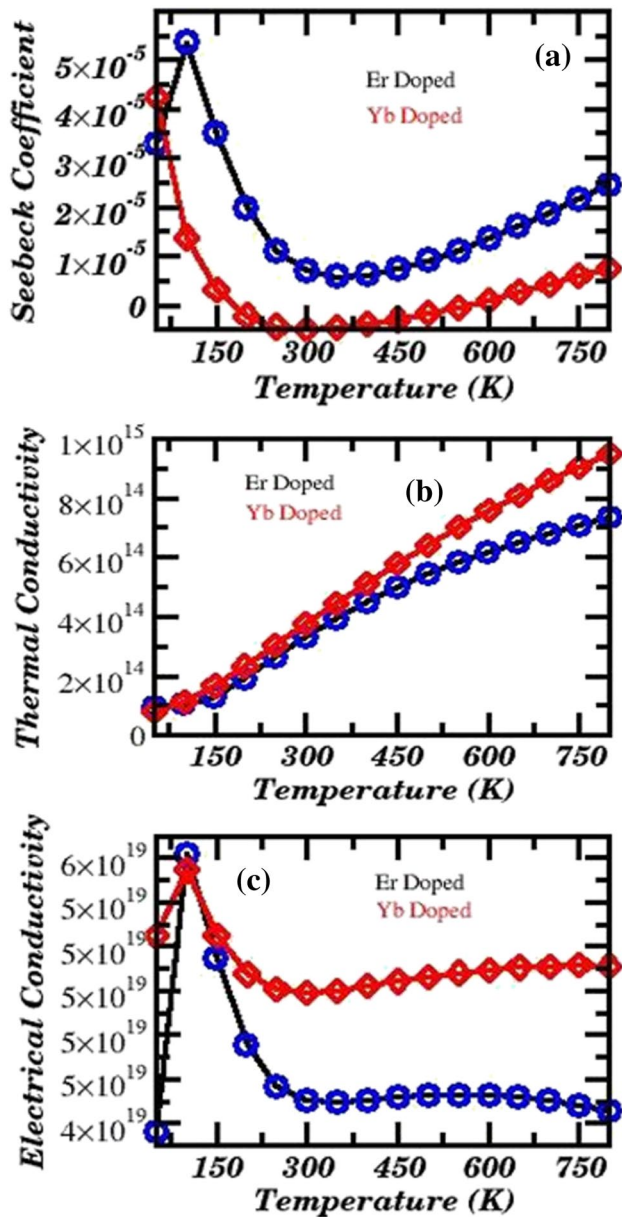 (a)
Er Doped
Yb Doped
Seebeck Coefficient
5×10⁻⁵
4×10⁻⁵
3×10⁻⁵
2×10⁻⁵
1×10⁻⁵
0
150 300 450 600 750
Temperature (K)
(b)
Er Doped
Yb Doped
Thermal Conductivity
1×10¹⁵
8×10¹⁴
6×10¹⁴
4×10¹⁴
2×10¹⁴
0
150 300 450 600 750
Temperature (K)
(c)
Er Doped
Yb Doped
Electrical Conductivity
6×10¹⁹
5×10¹⁹
5×10¹⁹
5×10¹⁹
5×10¹⁹
5×10¹⁹
4×10¹⁹
150 300 450 600 750
Temperature (K)